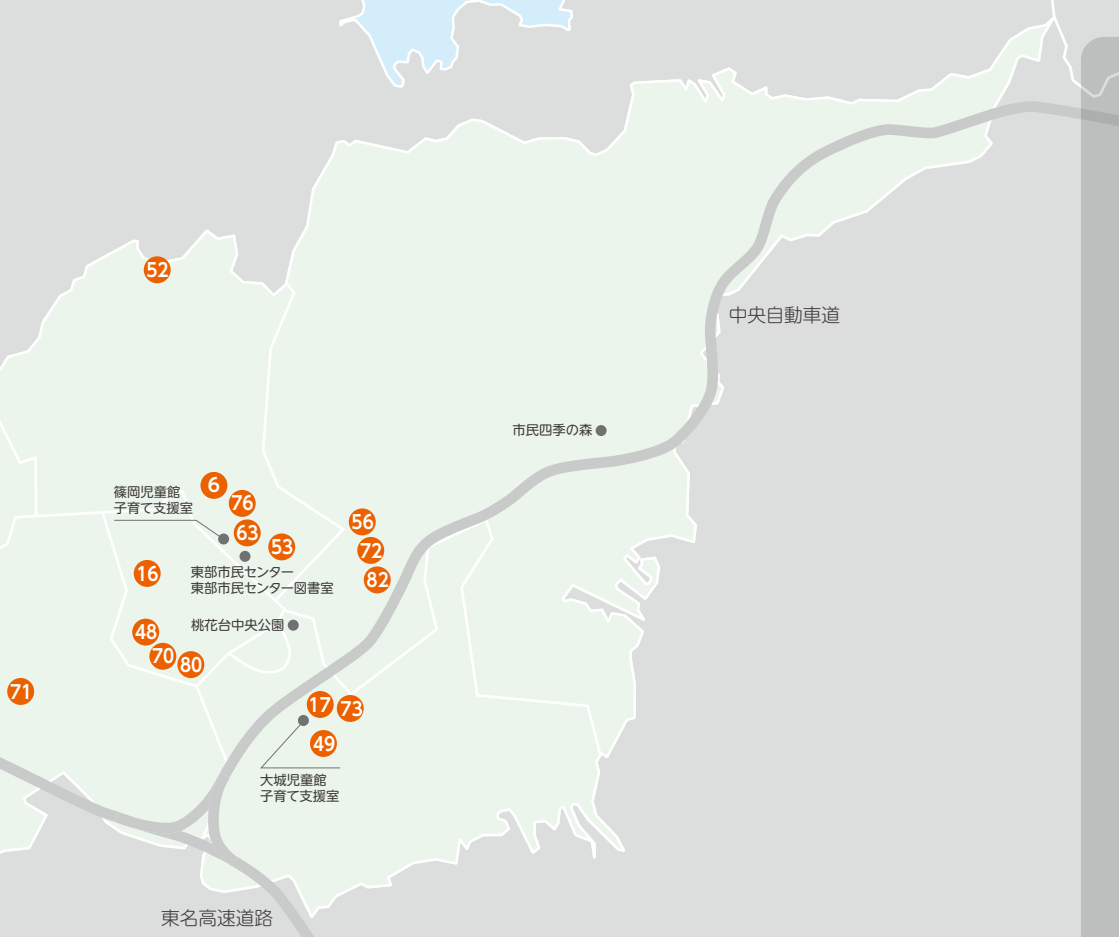 52
中央自動車道
市民四季の森
6
篠岡児童館
子育て支援室
76
56
63
53
72
16
東部市民センター
東部市民センター図書室
82
48
桃花台中央公園
70
80
71
17
73
49
大城児童館
子育て支援室
東名高速道路